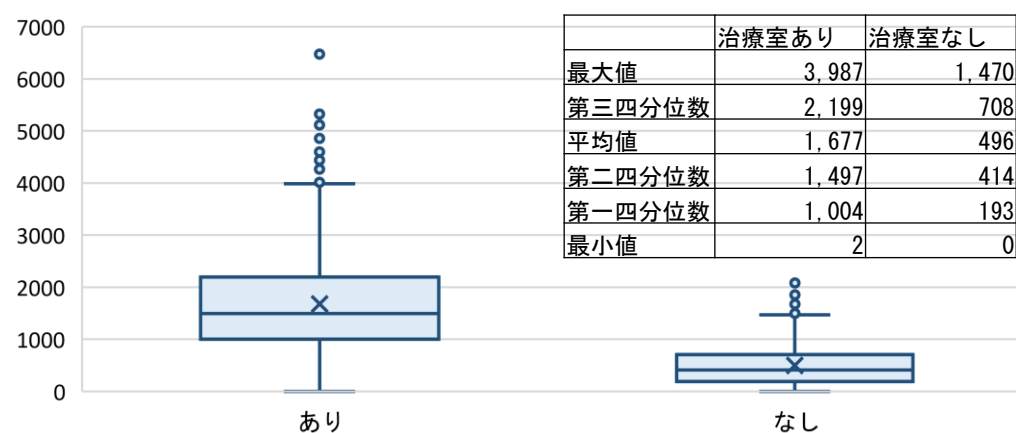 7000
6000
5000
4000
3000
2000
1000
0
あり
なし
治療室あり 治療室なし
最大値 3,987 1,470
第三四分位数 2,199 708
平均値 1,677 496
第二四分位数 1,497 414
第一四分位数 1,004 193
最小値 2 0